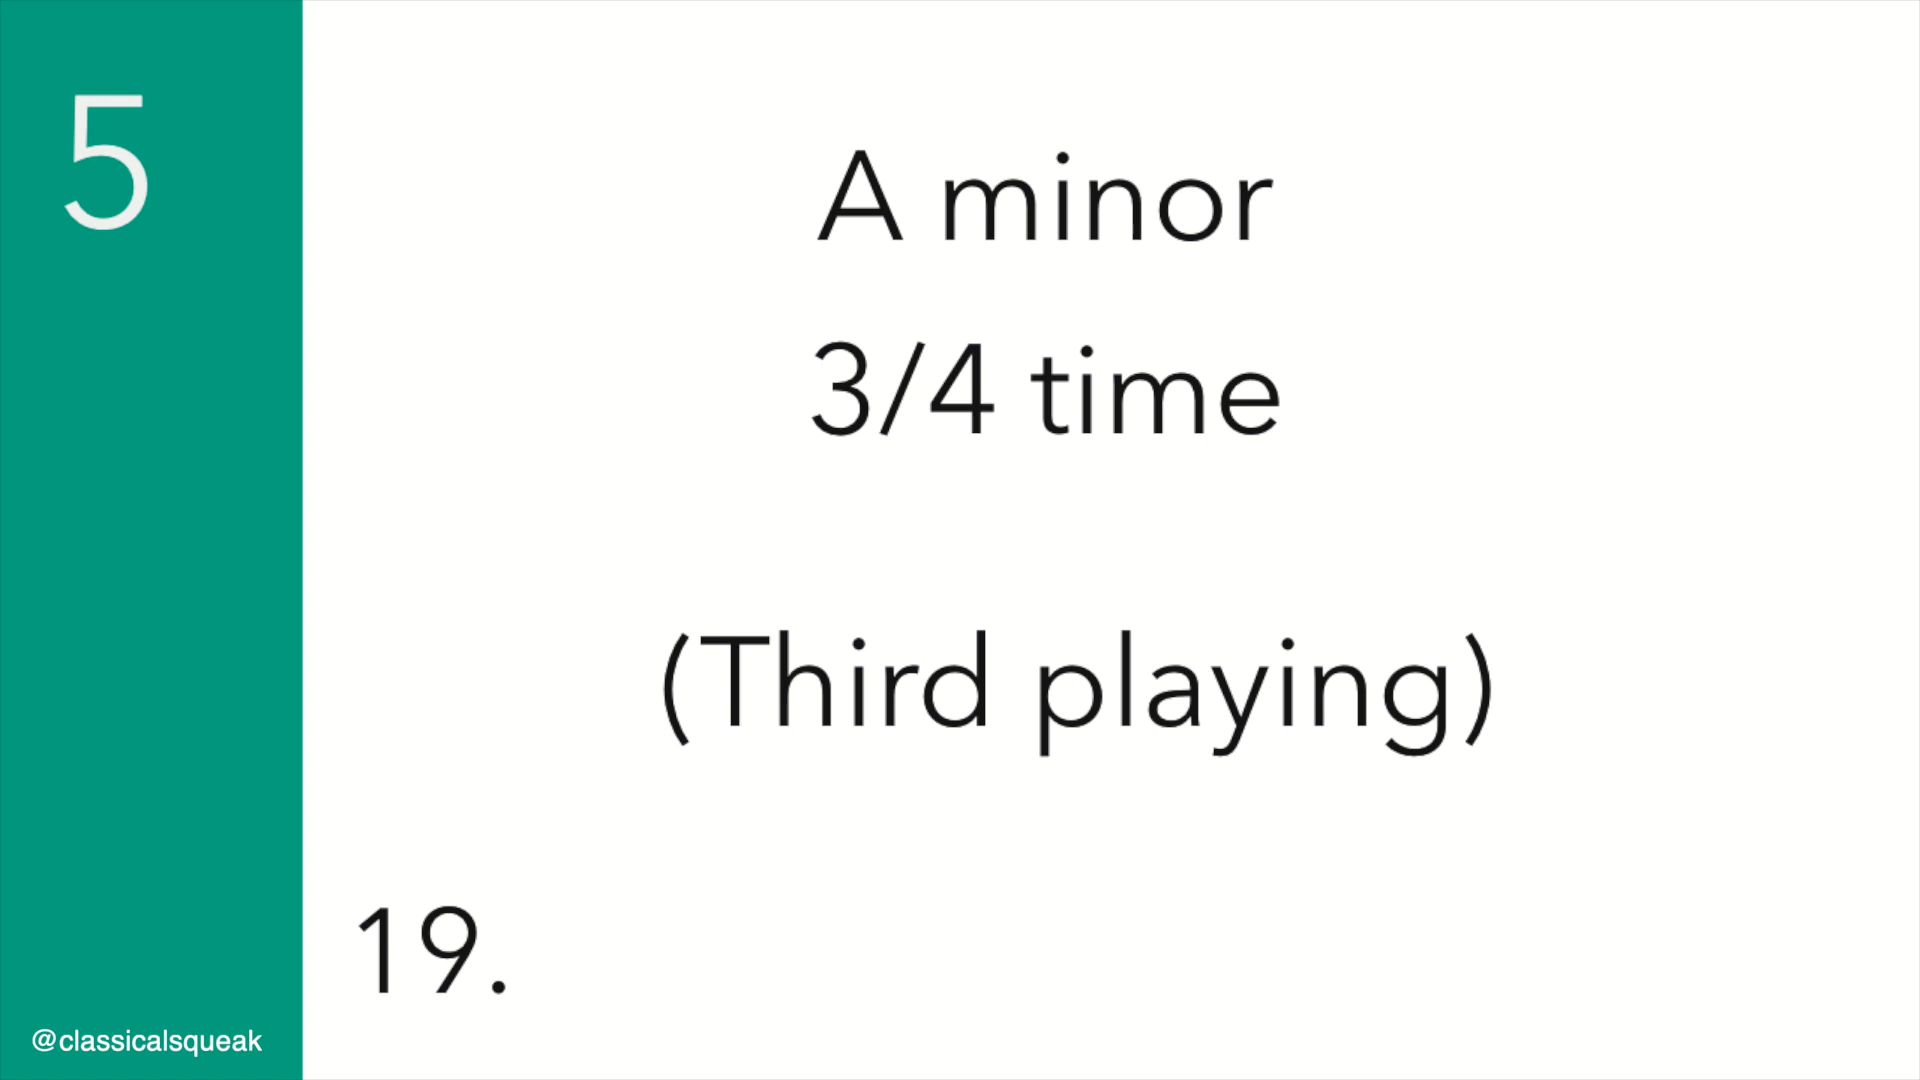 5
A minor
3/4 time
(Third playing)
19.
@classicalsqueak